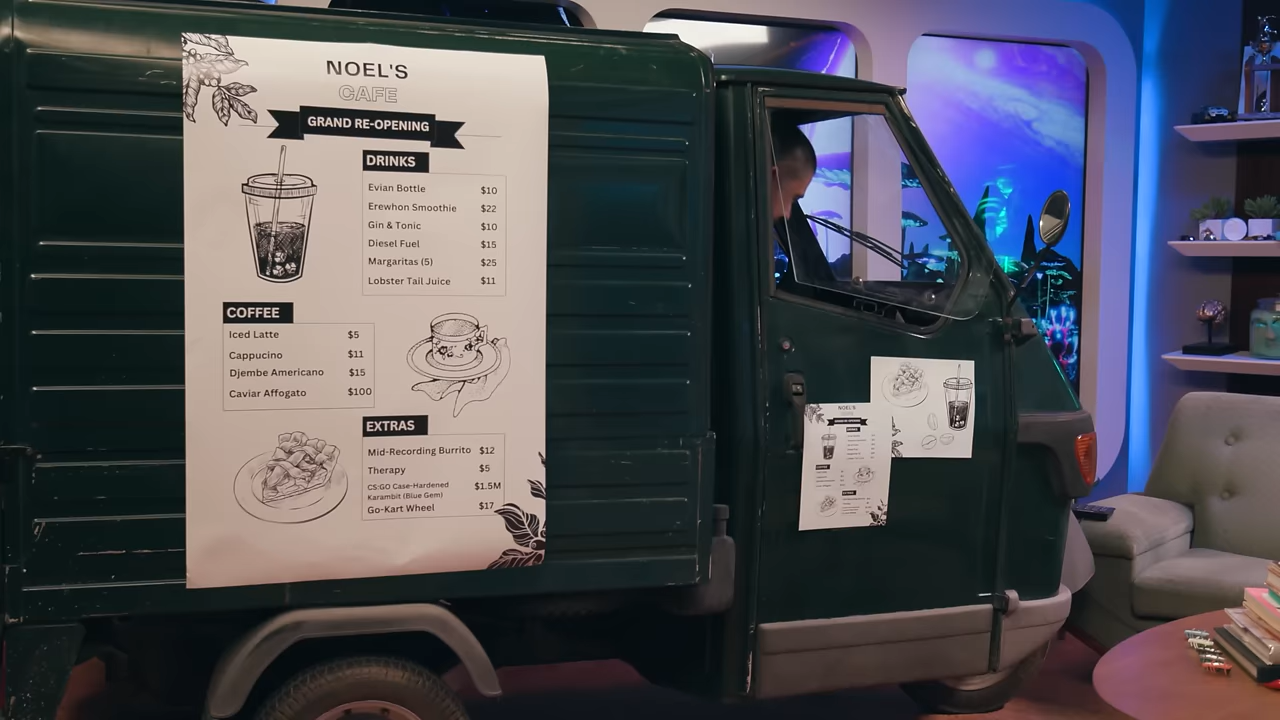 NOEL'S
CAFE
GRAND RE-OPENING
DRINKS
Evian Bottle $10
Erewhon Smoothie $22
Gin & Tonic $10
Diesel Fuel $15
Margaritas (5) $25
Lobster Tail Juice $11
COFFEE
Iced Latte $5
Cappucino $11
Djembe Americano $15
Caviar Affogato $100
EXTRAS
Mid-Recording Burrito $12
Therapy $5
CS:GO Case-Hardened $1.5M
Karambit (Blue Gem)
Go-Kart Wheel $17
NOEL'S